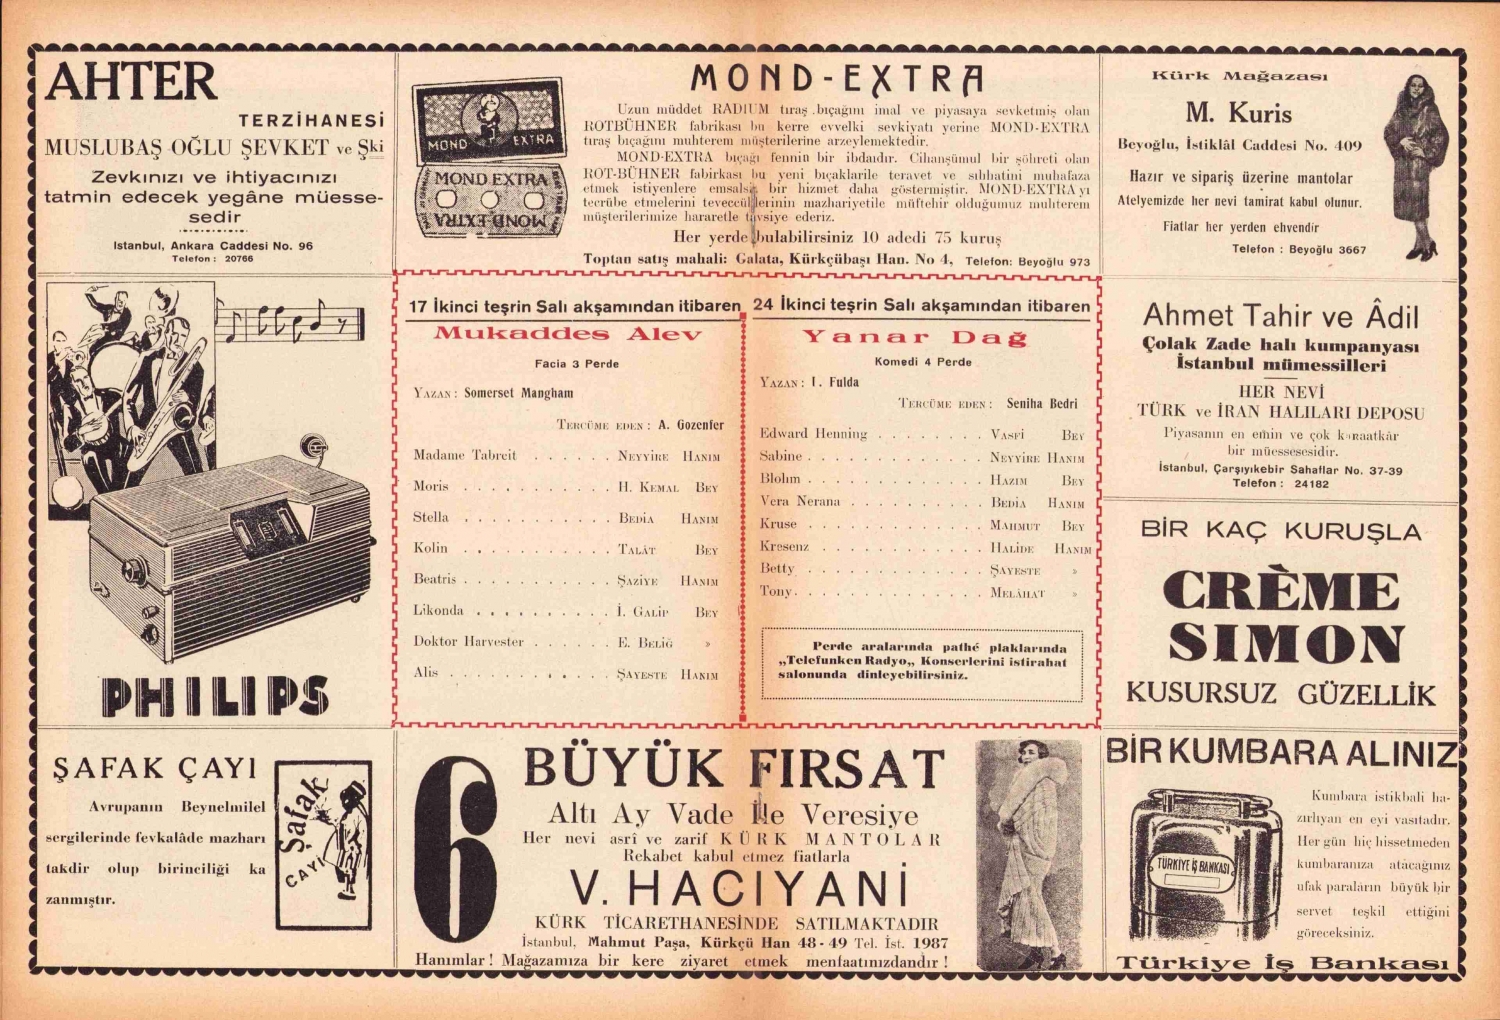 AHTER
TERZİHANESİ
MUSLUBAŞ OĞLU ŞEVKET ve Şki
Zevkınızı ve ihtiyacınızı
tatmin edecek yegâne müesse-
sedir
Istanbul, Ankara Caddesi No. 96
Telefon : 20766
MOND EXTRA
MADE IN GERMANY
MOND EXTRA
MOND-EXTRA
MOND-EXTRA
Uzun müddet RADIUM tıraş bıçağını imal ve piyasaya sevketmiş olan
ROTBÜHNER fabrikası bu kerre evvelki sevkiyatı yerine MOND-EXTRA
tıraş bıçağını muhterem müşterilerine arzeylemektedir.
MOND-EXTRA bıçağı fennin bir ibdaıdır. Cihanşümul bir şöhreti olan
ROT-BÜHNER fabirkası bu yeni bıçaklarile teravet ve sıhhatini muhafaza
etmek istiyenlere emsalsiz bir hizmet daha göstermiştir. MOND-EXTRA yı
tecrübe etmelerini teveccühlerinin mazhariyetile müftehir olduğumuz muhterem
müşterilerimize hararetle tavsiye ederiz.
Her yerde bulabilirsiniz 10 adedi 75 kuruş
Toptan satış mahali: Galata, Kürkçübaşı Han. No 4, Telefon: Beyoğlu 973
Kürk Mağazası
M. Kuris
Beyoğlu, İstiklâl Caddesi No. 409
Hazır ve sipariş üzerine mantolar
Atelyemizde her nevi tamirat kabul olunur.
Fiatlar her yerden ehvendir
Telefon : Beyoğlu 3667
PHILIPS
17 İkinci teşrin Salı akşamından itibaren
Mukaddes Alev
Facia 3 Perde
YAZAN : Somerset Mangham
TERCÜME EDEN : A. Gozenfer
Madame Tabreit . . . . . . NEYYİRE HANIM
Moris . . . . . . . . . . . H. KEMAL BEY
Stella . . . . . . . . . . . BEDİA HANIM
Kolin . . . . . . . . . . . TALÂT BEY
Beatris . . . . . . . . . . . ŞAZİYE HANIM
Likonda . . . . . . . . . . İ. GALİP BEY
Doktor Harvester . . . . . . E. BELİĞ »
Alis . . . . . . . . . . . . ŞAYESTE HANIM
24 İkinci teşrin Salı akşamından itibaren
Yanar Dağ
Komedi 4 Perde
YAZAN : I. Fulda
TERCÜME EDEN : Seniha Bedri
Edward Henning . . . . . . . . VASFİ BEY
Sabine . . . . . . . . . . . . . NEYYİRE HANIM
Blohm . . . . . . . . . . . . . HAZIM BEY
Vera Nerana . . . . . . . . . . BEDİA HANIM
Kruse . . . . . . . . . . . . . MAHMUT BEY
Kresenz . . . . . . . . . . . . HALİDE HANIM
Betty . . . . . . . . . . . . . ŞAYESTE »
Tony . . . . . . . . . . . . . . MELÂHAT »
Perde aralarında pathé plaklarında
„Telefunken Radyo„ Konserlerini istirahat
salonunda dinleyebilirsiniz.
Ahmet Tahir ve Âdil
Çolak Zade halı kumpanyası
İstanbul mümessilleri
HER NEVİ
TÜRK ve İRAN HALILARI DEPOSU
Piyasanın en emin ve çok kanaatkâr
bir müessesesidir.
İstanbul, Çarşıyıkebir Sahaflar No. 37-39
Telefon : 24182
BİR KAÇ KURUŞLA
CRÈME
SIMON
KUSURSUZ GÜZELLİK
ŞAFAK ÇAYI
Avrupanın Beynelmilel
sergilerinde fevkalâde mazharı
takdir olup birinciliği ka
zanmıştır.
Şafak
ÇAYI
6
BÜYÜK FIRSAT
Altı Ay Vade İle Veresiye
Her nevi asrî ve zarif KÜRK MANTOLAR
Rekabet kabul etmez fiatlarla
V. HACIYANİ
KÜRK TİCARETHANESİNDE SATILMAKTADIR
İstanbul, Mahmut Paşa, Kürkçü Han 48 - 49 Tel. İst. 1987
Hanımlar ! Mağazamıza bir kere ziyaret etmek menfaatınızdandır !
BİR KUMBARA ALINIZ
TÜRKİYE İŞ BANKASI
Kumbara istikbali ha-
zırlıyan en eyi vasıtadır.
Her gün hiç hissetmeden
kumbaranıza atacağınız
ufak paraların büyük bir
servet teşkil ettiğini
göreceksiniz.
Türkiye İş Bankası